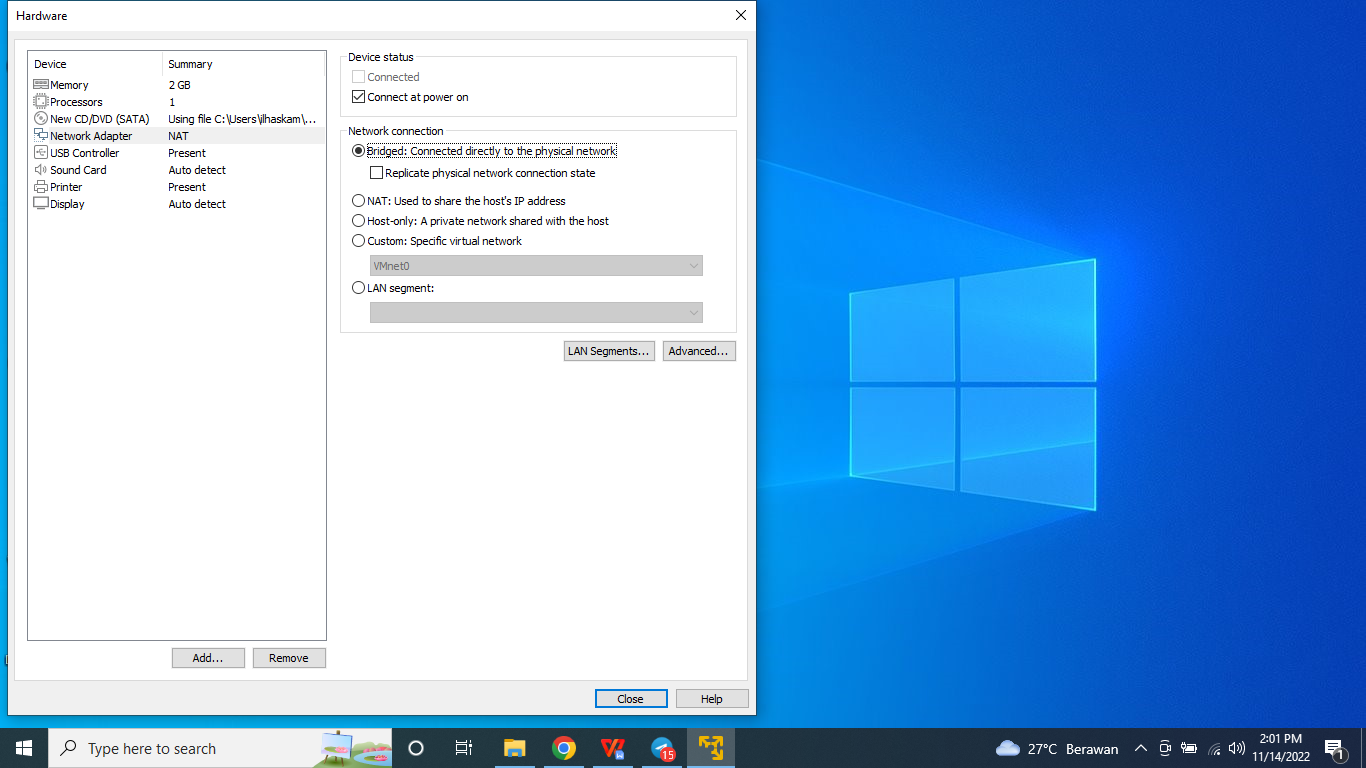 Hardware
Device Summary
Memory 2 GB
Processors 1
New CD/DVD (SATA) Using file C:\Users\ilhaskam\...
Network Adapter NAT
USB Controller Present
Sound Card Auto detect
Printer Present
Display Auto detect
Add...
Remove
Device status
Connected
Connect at power on
Network connection
Bridged: Connected directly to the physical network
Replicate physical network connection state
NAT: Used to share the host's IP address
Host-only: A private network shared with the host
Custom: Specific virtual network
VMnet0
LAN segment:
LAN Segments...
Advanced...
Close
Help
Type here to search
15
27°C Berawan
2:01 PM
11/14/2022
1